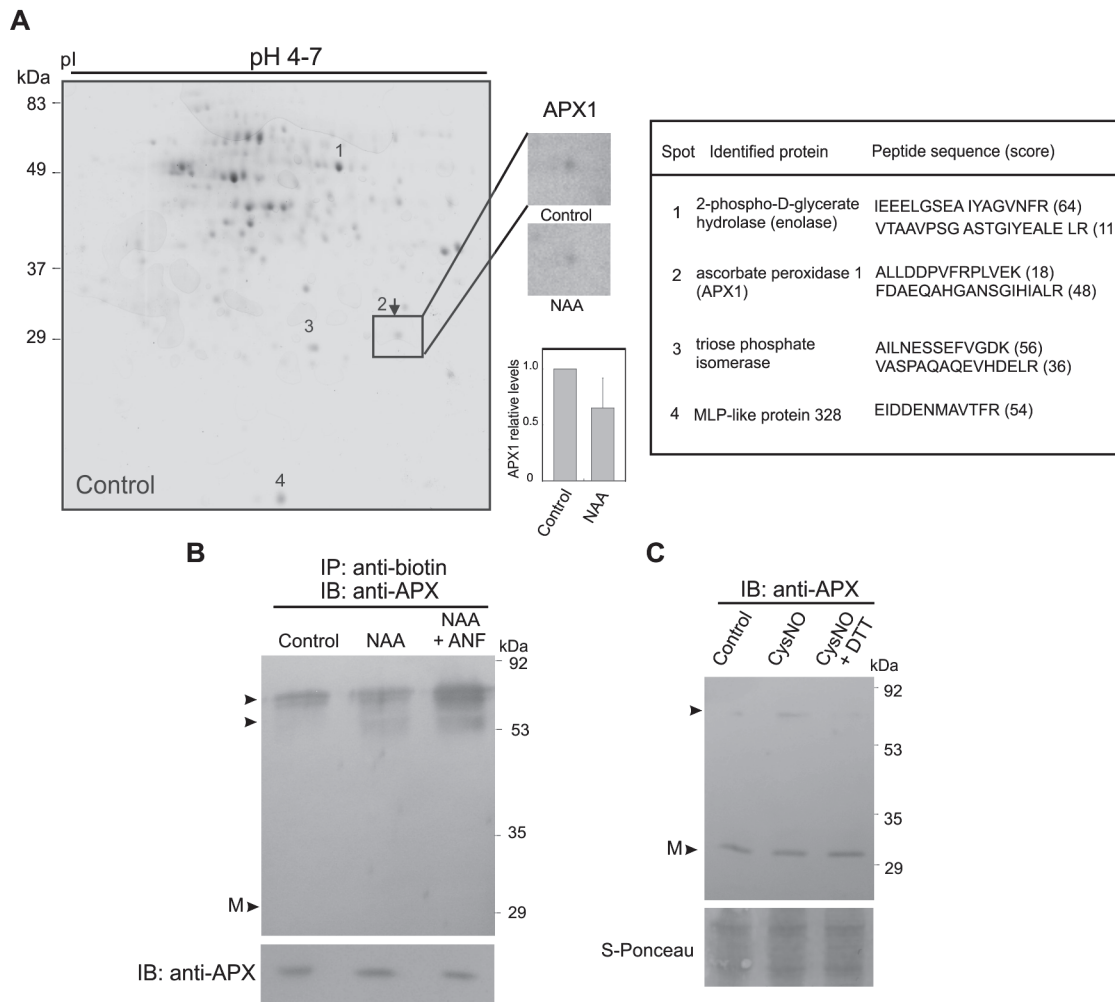 A
pI
pH 4-7
kDa
83
49
37
29
1
2
3
4
Control
APX1
Control
NAA
APX1 relative levels
1.0
0.5
0
Control
NAA
Spot Identified protein Peptide sequence (score)
1 2-phospho-D-glycerate hydrolase (enolase)
IEEELGSEA IYAGVNFR (64)
VTAAVPSG ASTGIYEALE LR (11
2 ascorbate peroxidase 1 (APX1)
ALLDDPVFRPLVEK (18)
FDAEQAHGANSGIHIALR (48)
3 triose phosphate isomerase
AILNESSEFVGDK (56)
VASPAQAQEVHDELR (36)
4 MLP-like protein 328
EIDDENMAVTFR (54)
B
IP: anti-biotin
IB: anti-APX
Control NAA NAA + ANF
kDa
92
53
35
M
29
IB: anti-APX
C
IB: anti-APX
Control
CysNO
CysNO + DTT
kDa
92
53
35
M
29
S-Ponceau